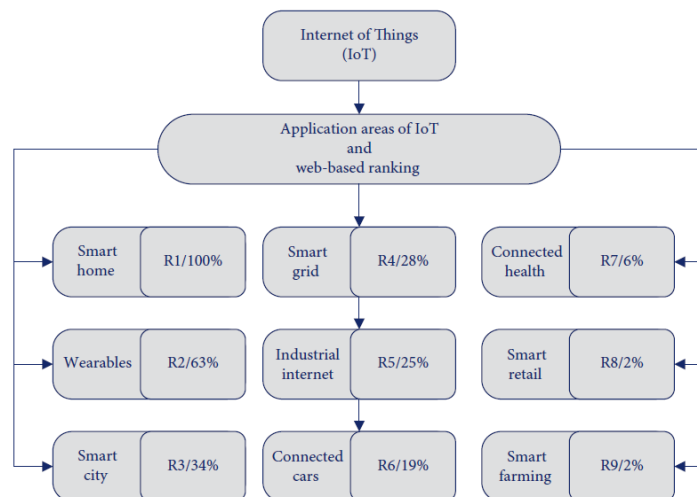 Internet of Things
(IoT)
Application areas of IoT
and
web-based ranking
Smart
home
R1/100%
Smart
grid
R4/28%
Connected
health
R7/6%
Wearables
R2/63%
Industrial
internet
R5/25%
Smart
retail
R8/2%
Smart
city
R3/34%
Connected
cars
R6/19%
Smart
farming
R9/2%